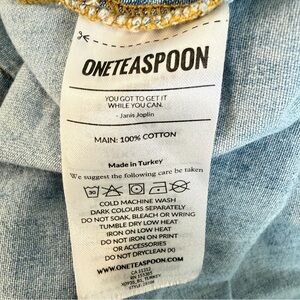 ONETEASPOON
YOU GOT TO GET IT
WHILE YOU CAN.
- Janis Joplin
MAIN: 100% COTTON
Made in Turkey
We suggest the following care be taken
30
COLD MACHINE WASH
DARK COLOURS SEPARATELY
DO NOT SOAK, BLEACH OR WRING
TUMBLE DRY LOW HEAT
IRON ON LOW HEAT
DO NOT IRON ON PRINT
OR ACCESSORIES
DO NOT DRYCLEAN
WWW.ONETEASPOON.COM